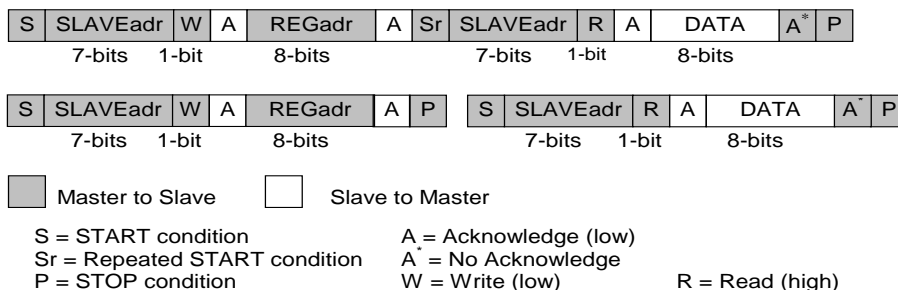 S SLAVEadr W A REGadr A Sr SLAVEadr R A DATA A* P
7-bits 1-bit 8-bits 7-bits 1-bit 8-bits
S SLAVEadr W A REGadr A P S SLAVEadr R A DATA A* P
7-bits 1-bit 8-bits 7-bits 1-bit 8-bits
Master to Slave Slave to Master
S = START condition A = Acknowledge (low)
Sr = Repeated START condition A* = No Acknowledge
P = STOP condition W = Write (low) R = Read (high)